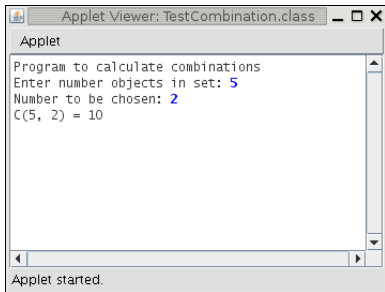 Applet Viewer: TestCombination.class
Applet
Program to calculate combinations
Enter number objects in set: 5
Number to be chosen: 2
C(5, 2) = 10
Applet started.